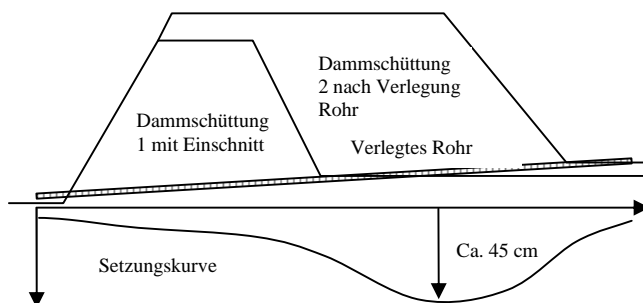 Dammschüttung
2 nach Verlegung
Rohr
Dammschüttung
1 mit Einschnitt
Verlegtes Rohr
Ca. 45 cm
Setzungskurve